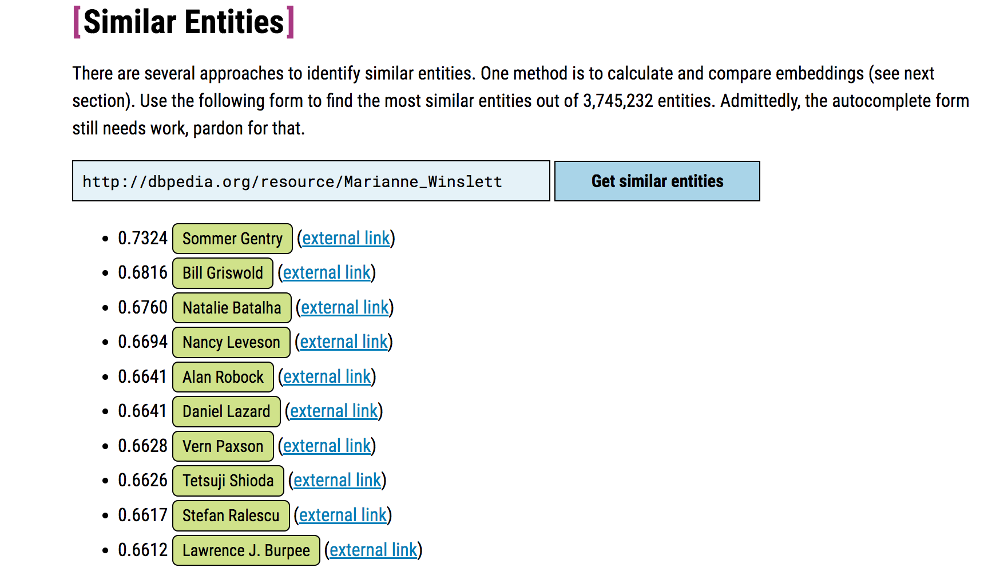 [Similar Entities]
There are several approaches to identify similar entities. One method is to calculate and compare embeddings (see next
section). Use the following form to find the most similar entities out of 3,745,232 entities. Admittedly, the autocomplete form
still needs work, pardon for that.
http://dbpedia.org/resource/Marianne_Winslett Get similar entities
• 0.7324 Sommer Gentry (external link)
• 0.6816 Bill Griswold (external link)
• 0.6760 Natalie Batalha (external link)
• 0.6694 Nancy Leveson (external link)
• 0.6641 Alan Robock (external link)
• 0.6641 Daniel Lazard (external link)
• 0.6628 Vern Paxson (external link)
• 0.6626 Tetsuji Shioda (external link)
• 0.6617 Stefan Ralescu (external link)
• 0.6612 Lawrence J. Burpee (external link)